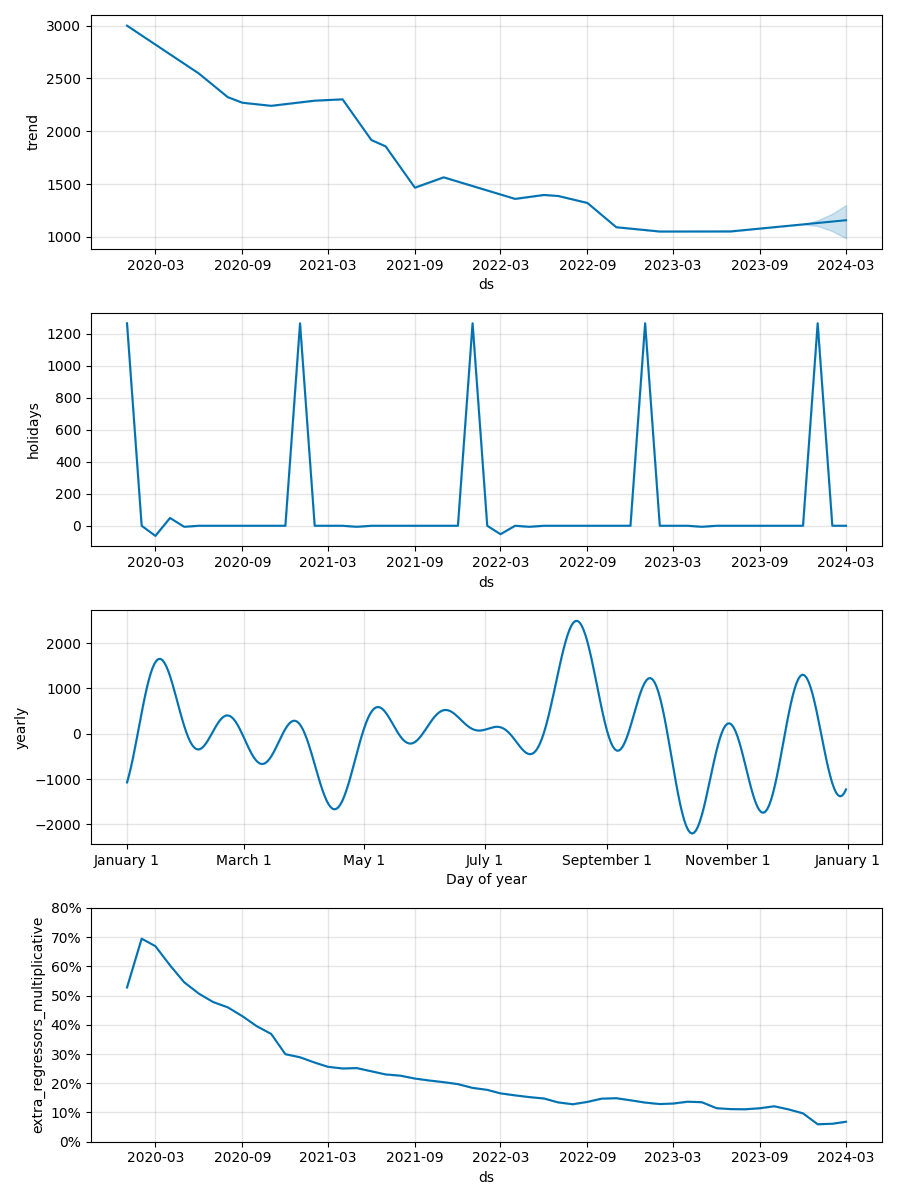 3000
2500
2000
1500
1000
trend
2020-03 2020-09 2021-03 2021-09 2022-03 2022-09 2023-03 2023-09 2024-03
ds
1200
1000
800
600
400
200
0
holidays
2020-03 2020-09 2021-03 2021-09 2022-03 2022-09 2023-03 2023-09 2024-03
ds
2000
1000
0
−1000
−2000
yearly
January 1 March 1 May 1 July 1 September 1 November 1 January 1
Day of year
80%
70%
60%
50%
40%
30%
20%
10%
0%
extra_regressors_multiplicative
2020-03 2020-09 2021-03 2021-09 2022-03 2022-09 2023-03 2023-09 2024-03
ds